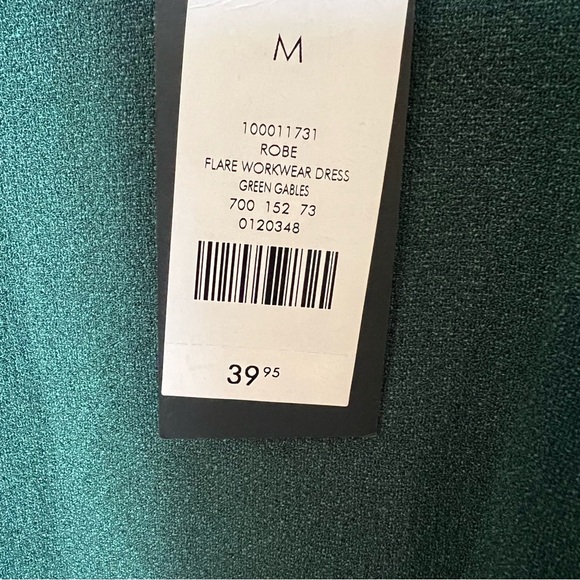 M
100011731
ROBE
FLARE WORKWEAR DRESS
GREEN GABLES
700 152 73
0120348
39 95